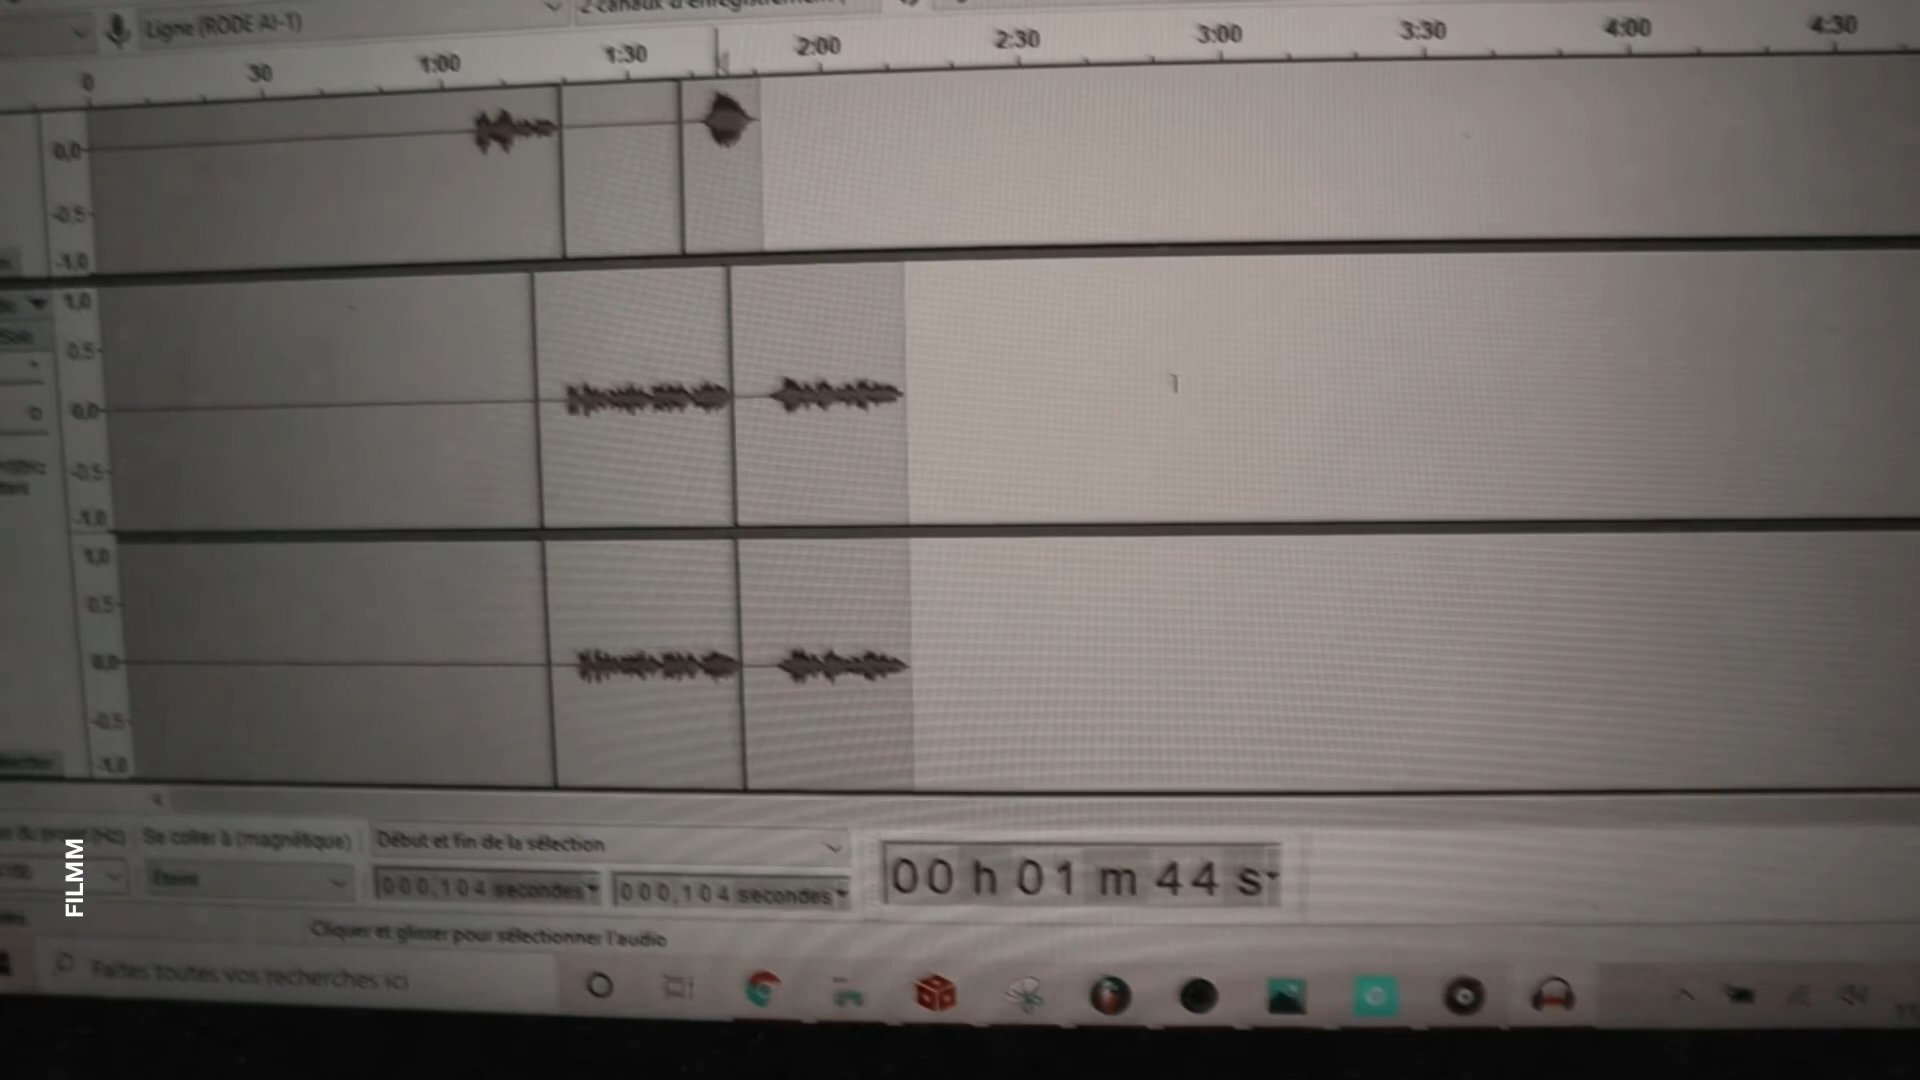 Ligne (RODE AI-1)
2 canaux d'enregistrement
0 30 1:00 1:30 2:00 2:30 3:00 3:30 4:00 4:30
0,0
-0,5
-1,0
1,0
0,5
0,0
-0,5
-1,0
1,0
0,5
0,0
-0,5
-1,0
Se coller à (magnétique)
Début et fin de la sélection
Éteint
000,104 secondes
000,104 secondes
00 h 01 m 44 s
Cliquer et glisser pour sélectionner l'audio
Faites toutes vos recherches ici
FILMM